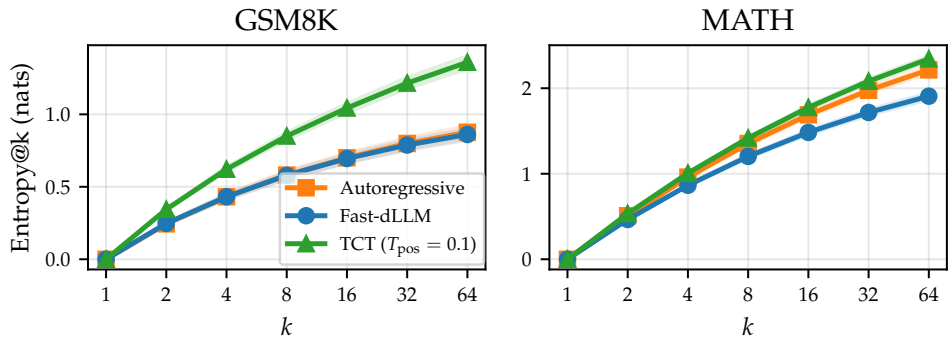 GSM8K
MATH
Entropy@k (nats)
1.0
0.5
0.0
Autoregressive
Fast-dLLM
TCT (T_pos = 0.1)
1 2 4 8 16 32 64
k
2
1
0
1 2 4 8 16 32 64
k